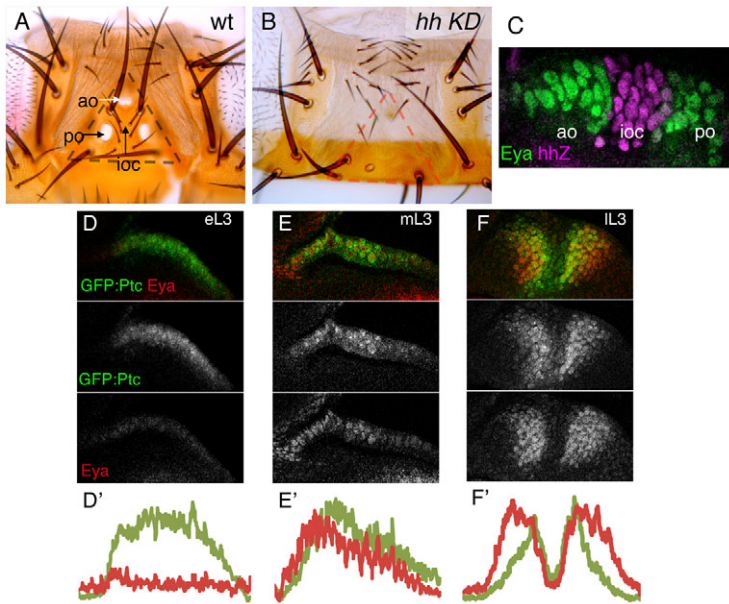 A wt
B hh KD
C
ao
po
ioc
ao ioc po
Eya hhZ
D eL3
E mL3
F lL3
GFP:Ptc Eya
GFP:Ptc
Eya
D'
E'
F'